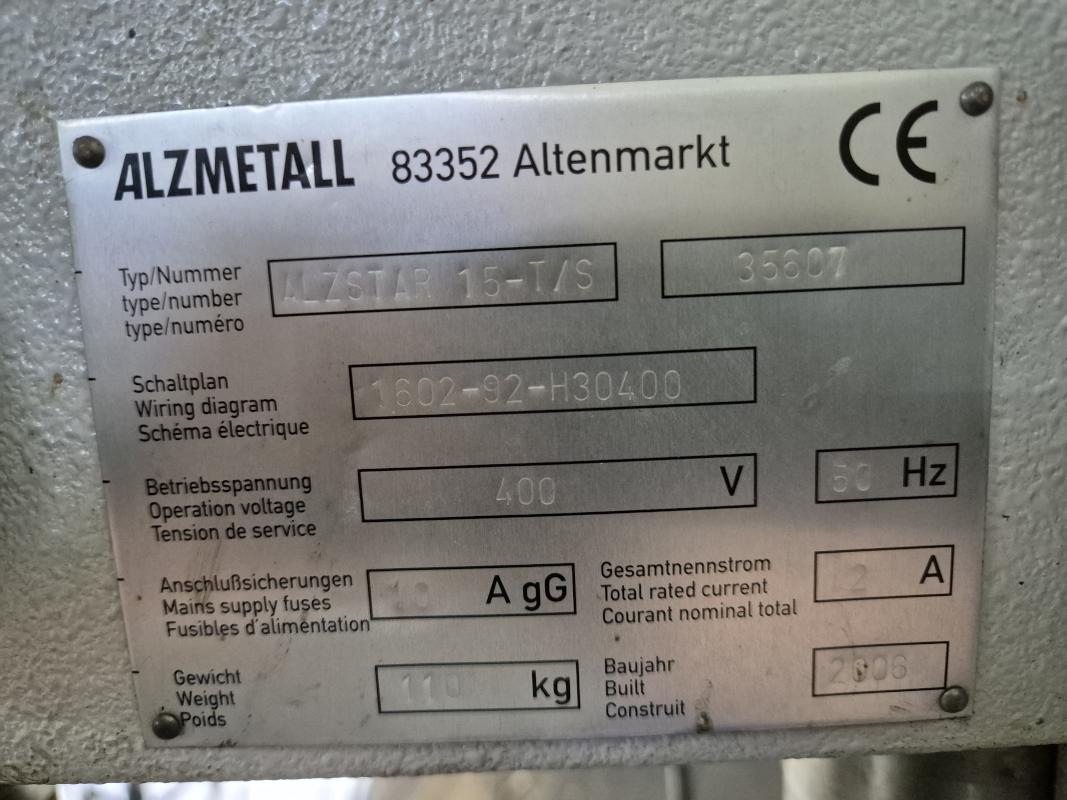 ALZMETALL 83352 Altenmarkt CE
Typ/Nummer
type/number
type/numéro
ALZSTAR 15-T/S
35607
Schaltplan
Wiring diagram
Schéma électrique
1602-92-H30400
Betriebsspannung
Operation voltage
Tension de service
400 V
50 Hz
Anschlußsicherungen
Mains supply fuses
Fusibles d'alimentation
10 A gG
Gesamtnennstrom
Total rated current
Courant nominal total
A
Gewicht
Weight
Poids
110 kg
Baujahr
Built
Construit
2006